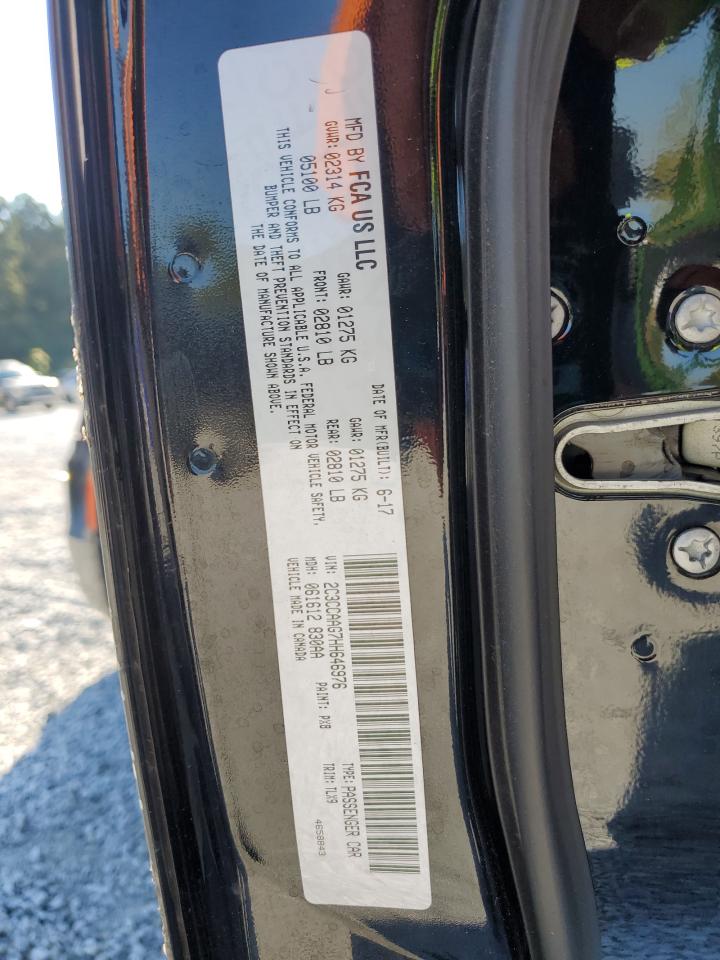 MFD BY FCA US LLC
DATE OF MFR(BUILT): 6-17
GVWR: 02314 KG
GAWR: 01275 KG
GAWR: 01275 KG
05100 LB
FRONT: 02810 LB
REAR: 02810 LB
THIS VEHICLE CONFORMS TO ALL APPLICABLE U.S.A. FEDERAL MOTOR VEHICLE SAFETY,
BUMPER AND THEFT PREVENTION STANDARDS IN EFFECT ON
THE DATE OF MANUFACTURE SHOWN ABOVE.
VIN: 2C3CCAAG7HH646976
TYPE: PASSENGER CAR
MDH: 061612 830AA
PAINT: PX8
TRIM: TLX9
VEHICLE MADE IN CANADA
4658843